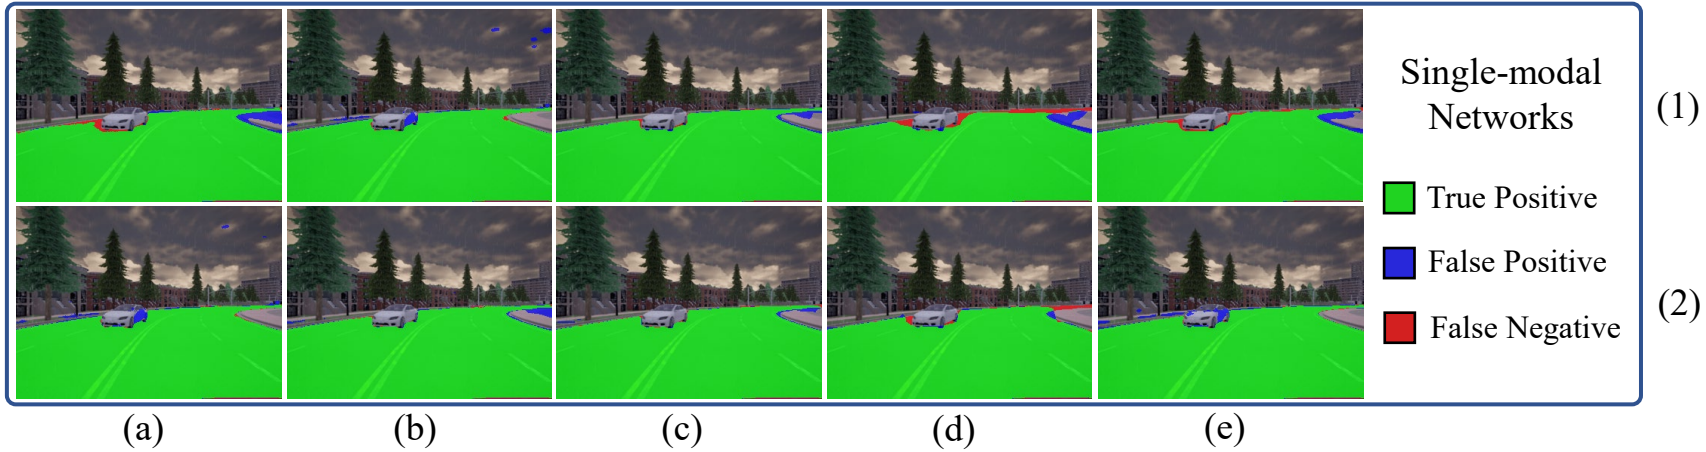 Single-modal
Networks
True Positive
False Positive
False Negative
(1)
(2)
(a)
(b)
(c)
(d)
(e)